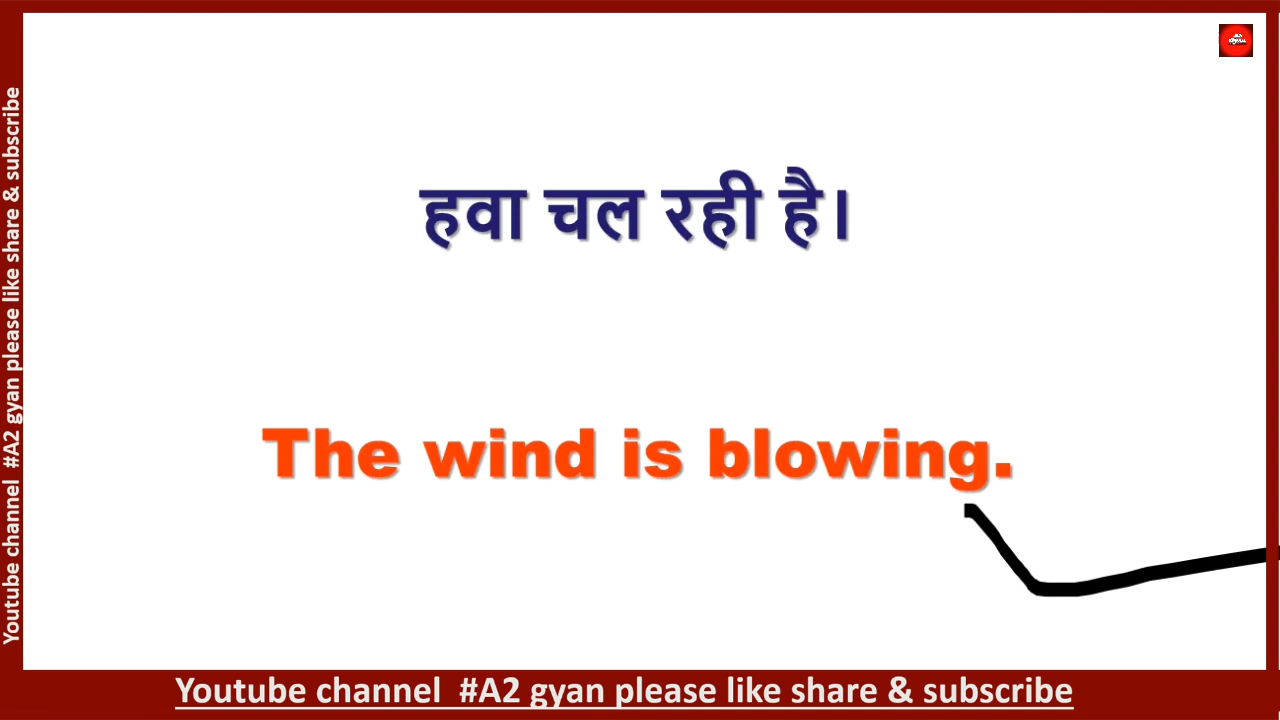 हवा चल रही है।
The wind is blowing.
Youtube channel #A2 gyan please like share & subscribe
Youtube channel #A2 gyan please like share & subscribe